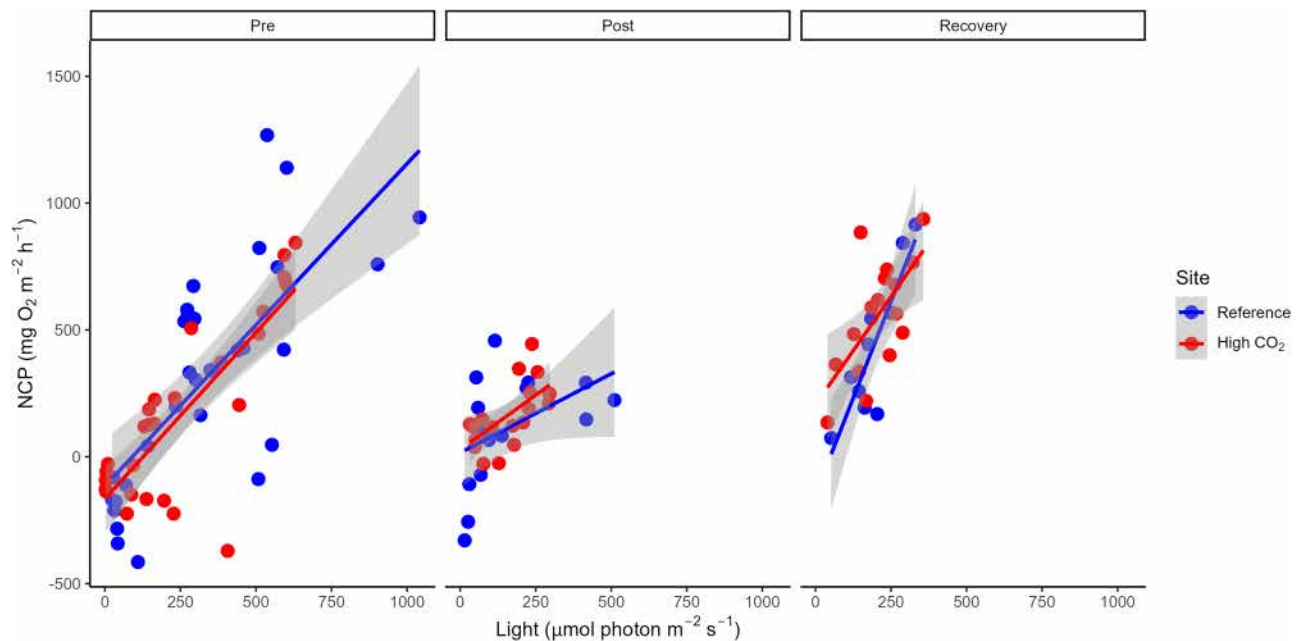 Pre
Post
Recovery
1500
1000
500
0
-500
NCP (mg O₂ m⁻² h⁻¹)
0 250 500 750 1000
0 250 500 750 1000
0 250 500 750 1000
Light (μmol photon m⁻² s⁻¹)
Site
Reference
High CO₂